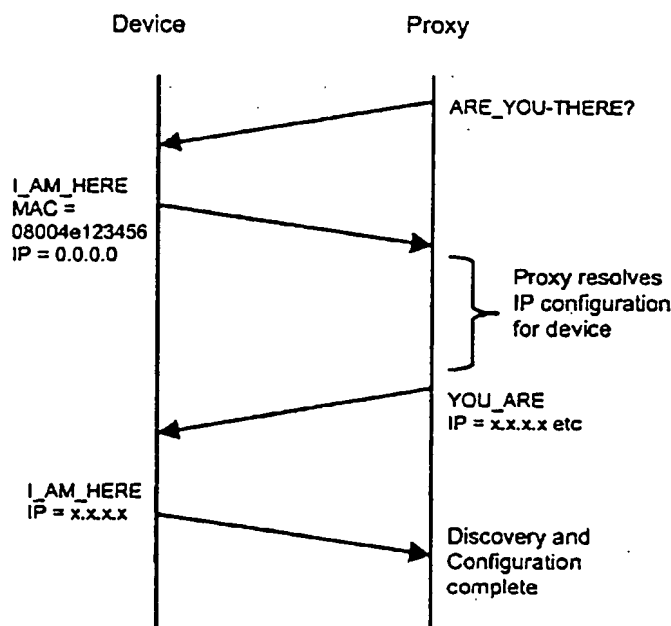 Device
Proxy
ARE_YOU-THERE?
I_AM_HERE
MAC =
08004e123456
IP = 0.0.0.0
Proxy resolves
IP configuration
for device
YOU_ARE
IP = x.x.x.x etc
I_AM_HERE
IP = x.x.x.x
Discovery and
Configuration
complete